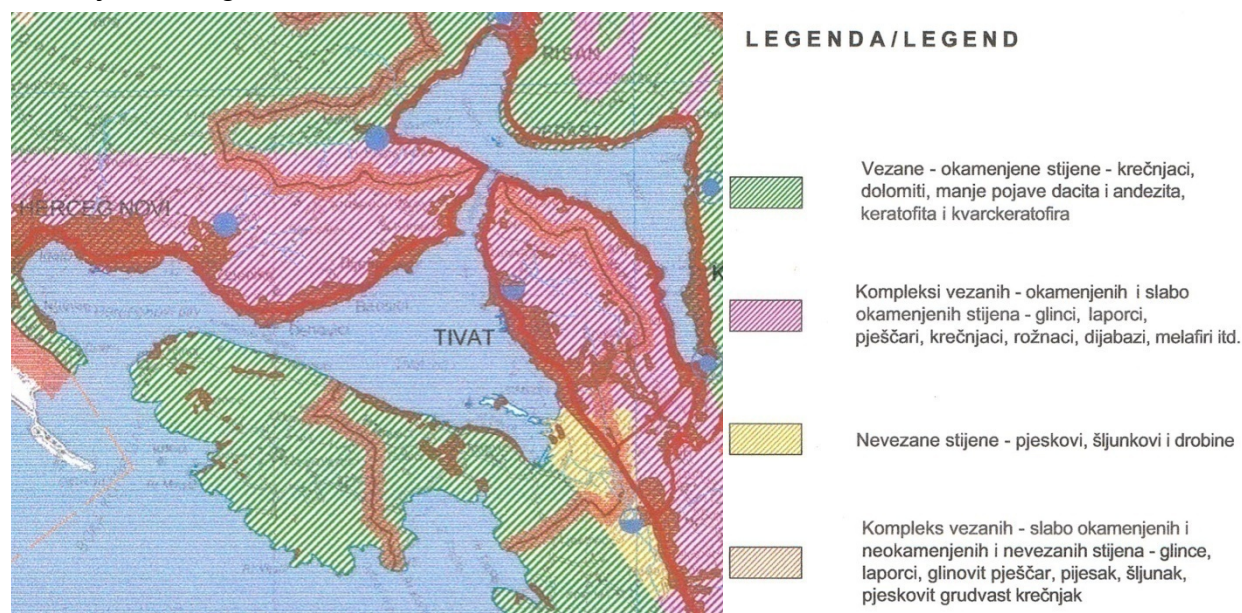 RISAN
PERAST
HERCEG NOVI
TIVAT
K
LEGENDA/LEGEND
Vezane - okamenjene stijene - krečnjaci,
dolomiti, manje pojave dacita i andezita,
keratofita i kvarckeratofira
Kompleksi vezanih - okamenjenih i slabo
okamenjenih stijena - glinci, laporci,
pješčari, krečnjaci, rožnaci, dijabazi, melafiri itd.
Nevezane stijene - pjeskovi, šljunkovi i drobine
Kompleks vezanih - slabo okamenjenih i
neokamenjenih i nevezanih stijena - glince,
laporci, glinovit pješčar, pijesak, šljunak,
pjeskovit grudvast krečnjak